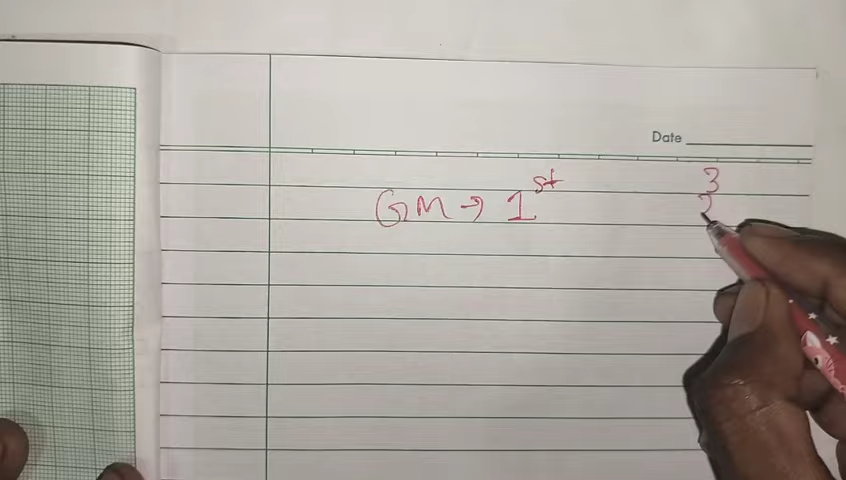 Date
3
GM → 1st